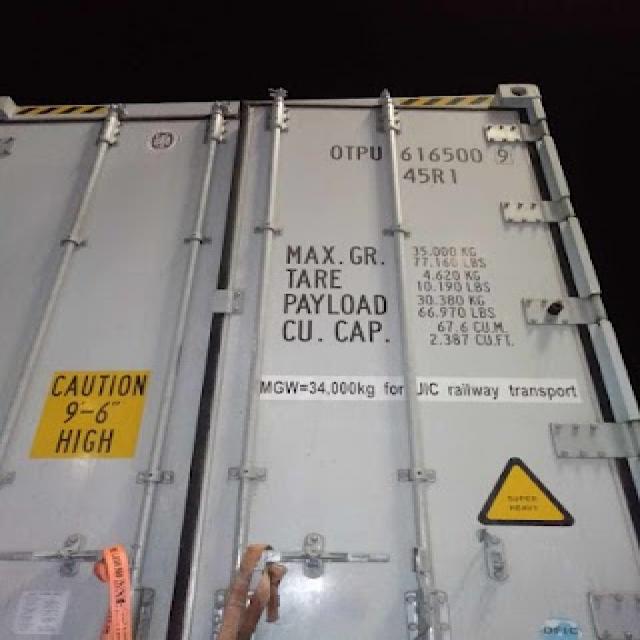 OTPU 616500 9
45R1
MAX.GR. 35.000 KG
77.160 LBS
TARE 4.620 KG
10.190 LBS
PAYLOAD 30.380 KG
66.970 LBS
CU. CAP. 67.6 CU.M.
2.387 CU.FT.
MGW=34,000kg for UIC railway transport
CAUTION
9-6"
HIGH
SUPER
HEAVY